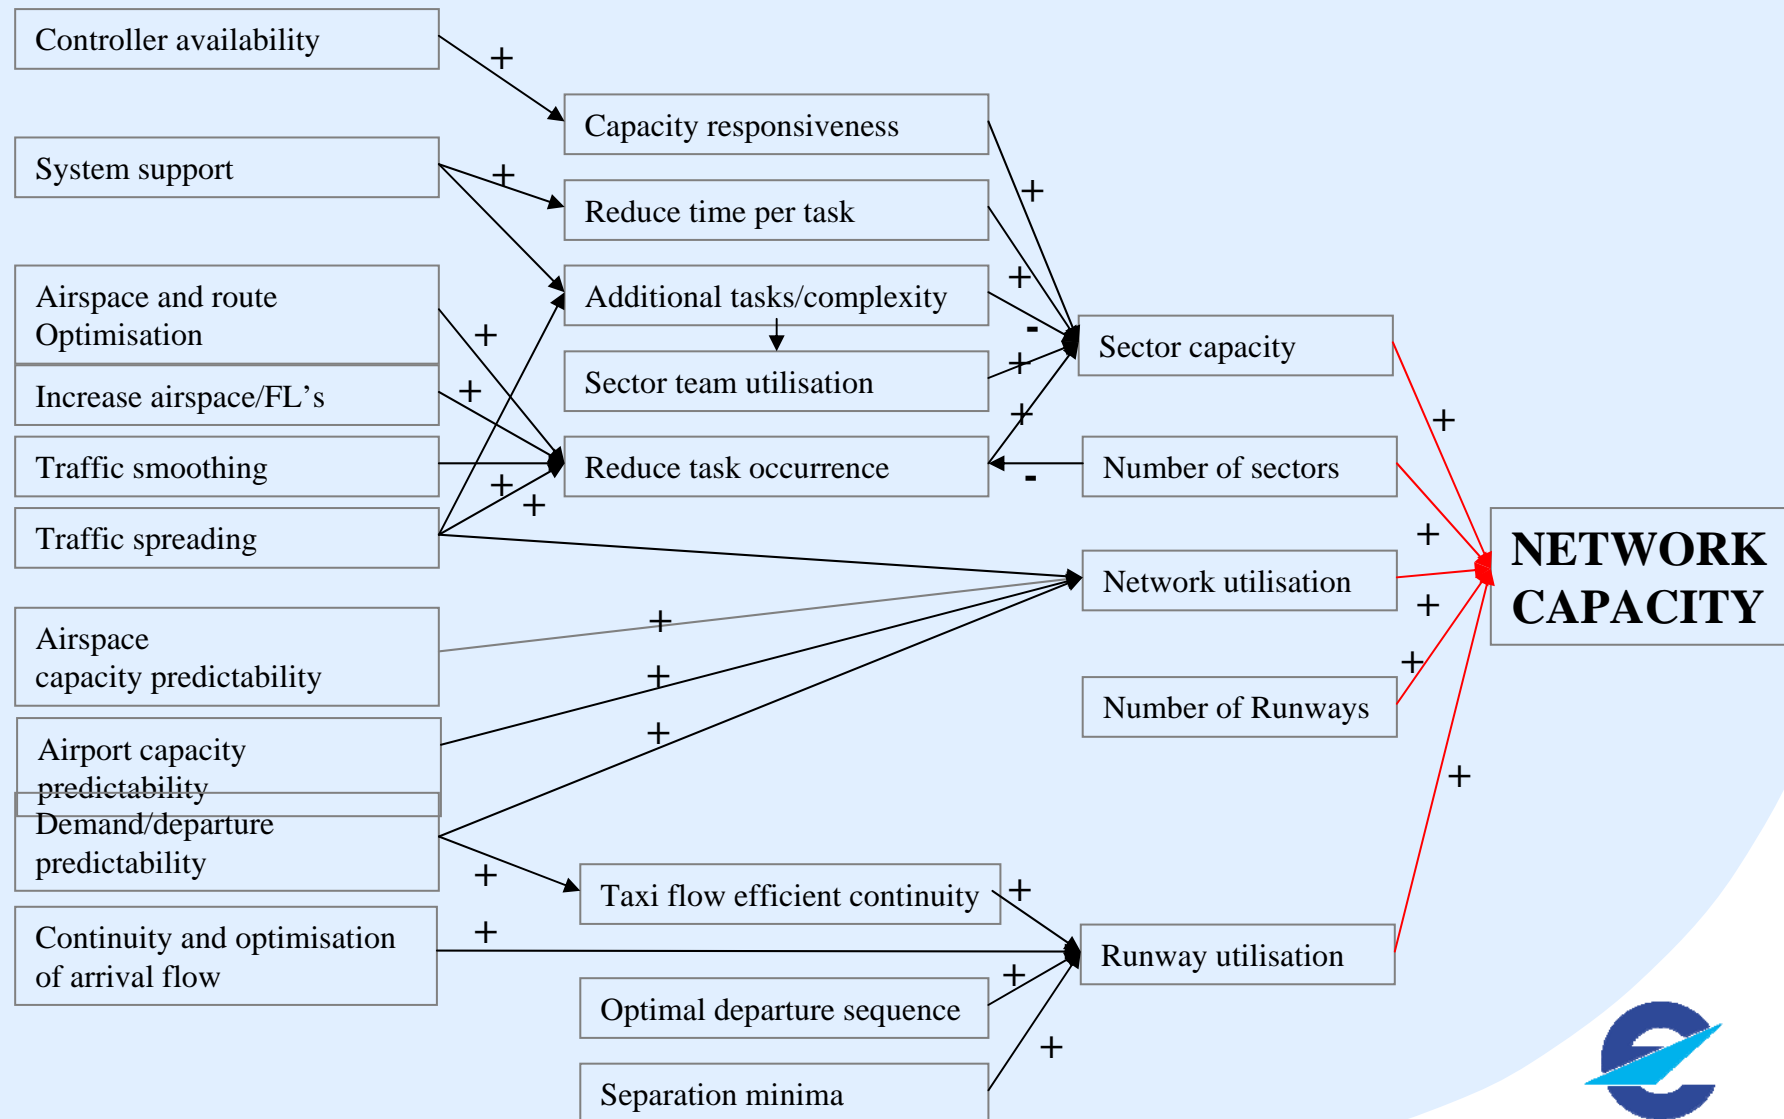 Controller availability
+
Capacity responsiveness
System support
+
Reduce time per task
+
Airspace and route
Optimisation
+
Additional tasks/complexity
+
-
Sector capacity
Increase airspace/FL's
+
Sector team utilisation
+
+
+
Traffic smoothing
Reduce task occurrence
-
Number of sectors
+
+
Traffic spreading
+
NETWORK
CAPACITY
Network utilisation
+
Airspace
capacity predictability
+
+
+
Number of Runways
+
Airport capacity
predictability
Demand/departure
predictability
+
+
Taxi flow efficient continuity
+
Continuity and optimisation
of arrival flow
+
Runway utilisation
+
Optimal departure sequence
+
Separation minima